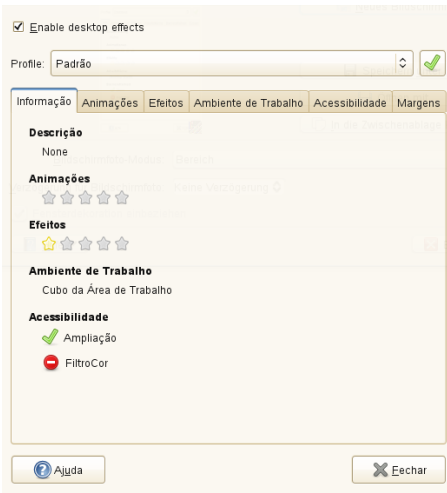 Enable desktop effects
Profile: Padrão
Informação Animações Efeitos Ambiente de Trabalho Acessibilidade Margens
Descrição
None
Animações
Efeitos
Ambiente de Trabalho
Cubo da Área de Trabalho
Acessibilidade
Ampliação
FiltroCor
Ajuda Fechar